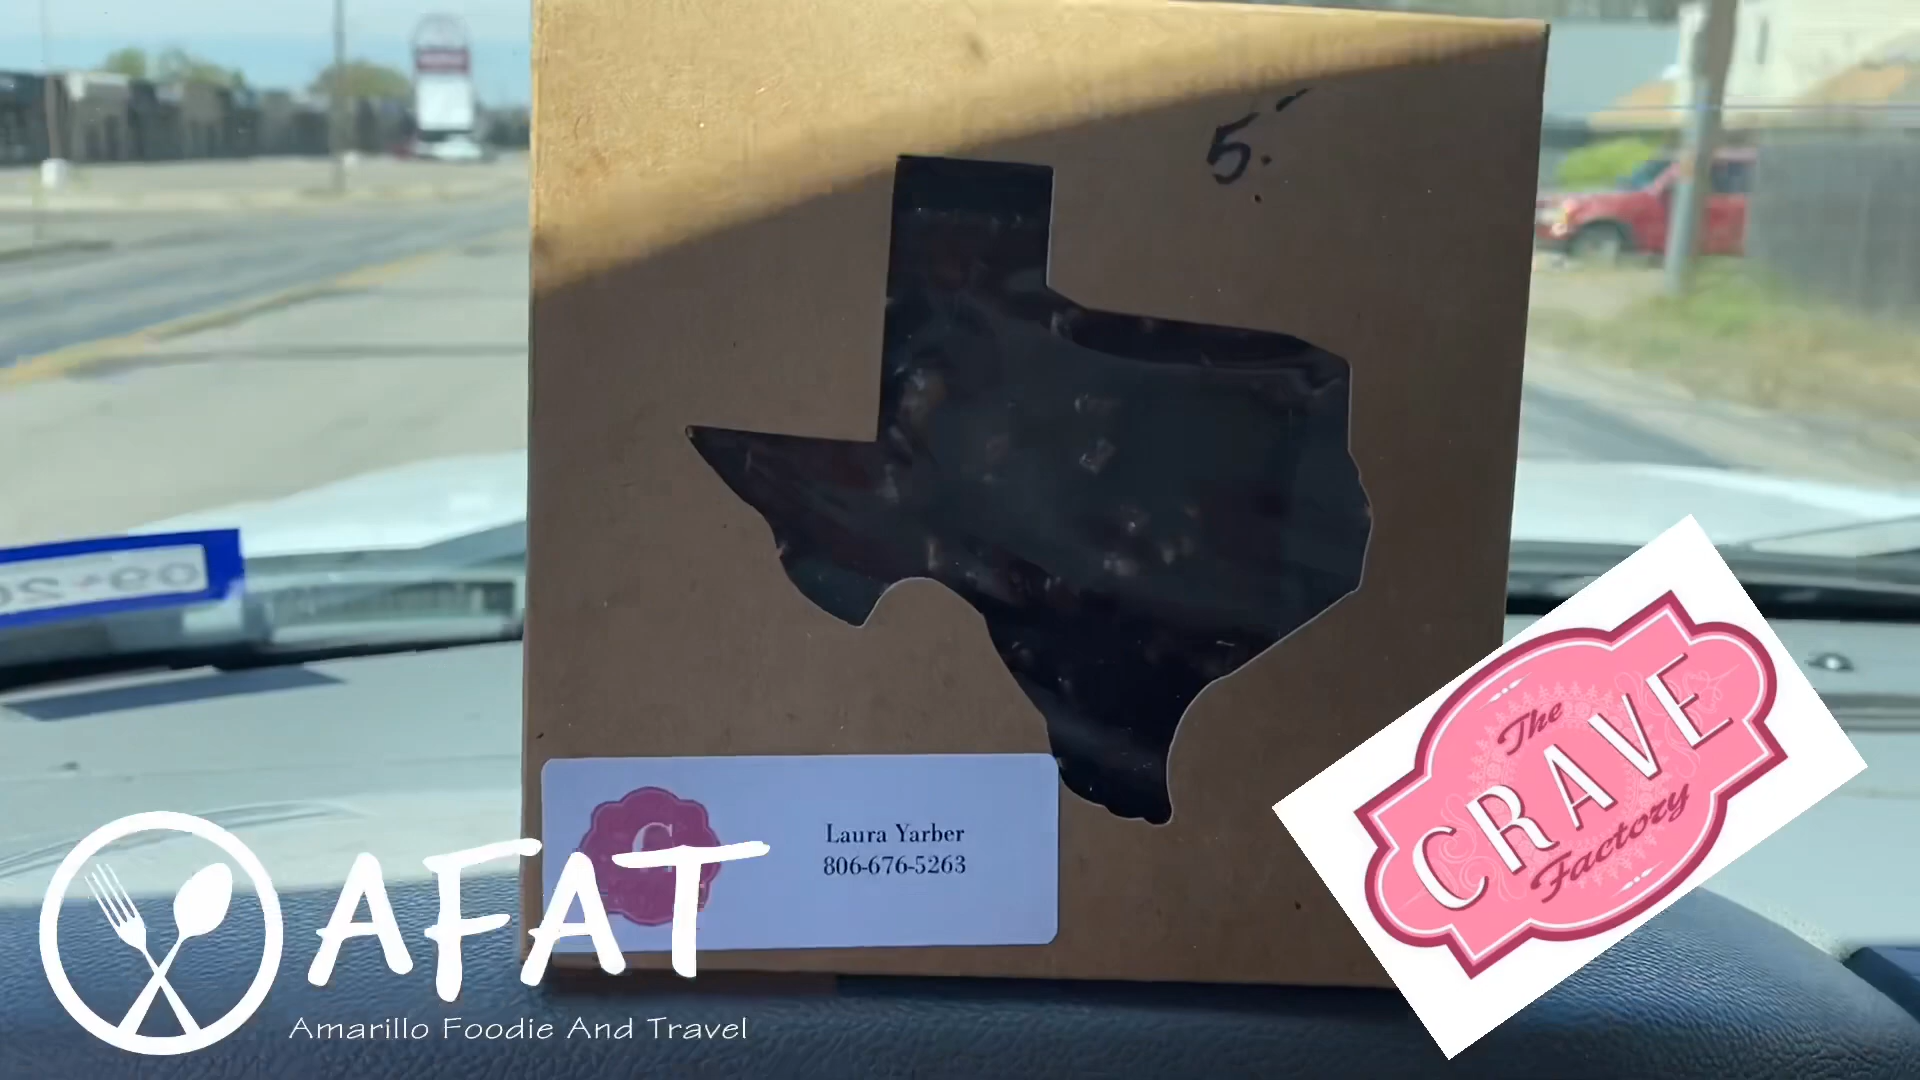 5.
Laura Yarber
806-676-5263
C
AFAT
Amarillo Foodie And Travel
The
CRAVE
Factory